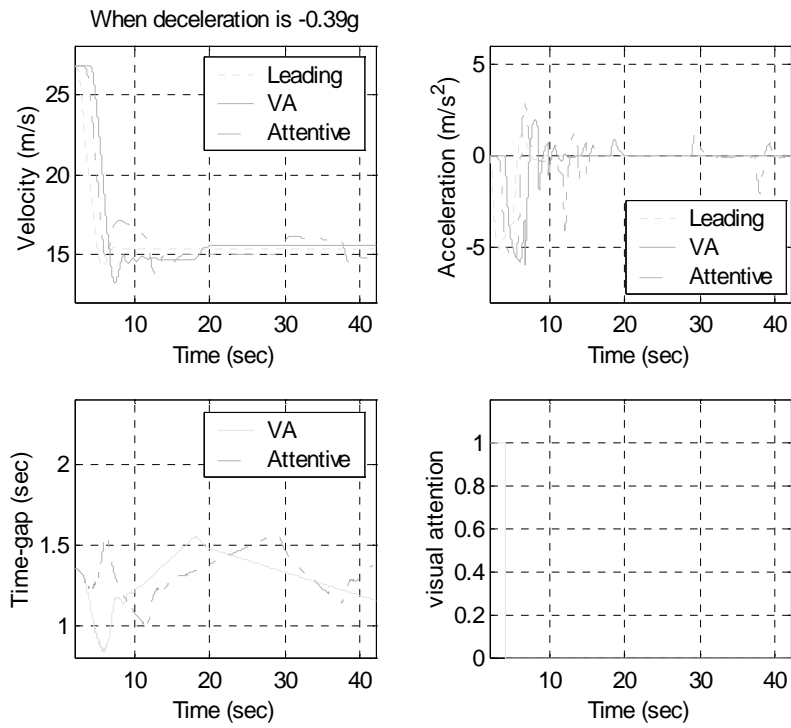 When deceleration is -0.39g
25
20
15
Velocity (m/s)
Leading
VA
Attentive
10
20
30
40
Time (sec)
5
0
-5
Acceleration (m/s²)
Leading
VA
Attentive
10
20
30
40
Time (sec)
2
1.5
1
Time-gap (sec)
VA
Attentive
10
20
30
40
Time (sec)
1
0.8
0.6
0.4
0.2
0
visual attention
10
20
30
40
Time (sec)